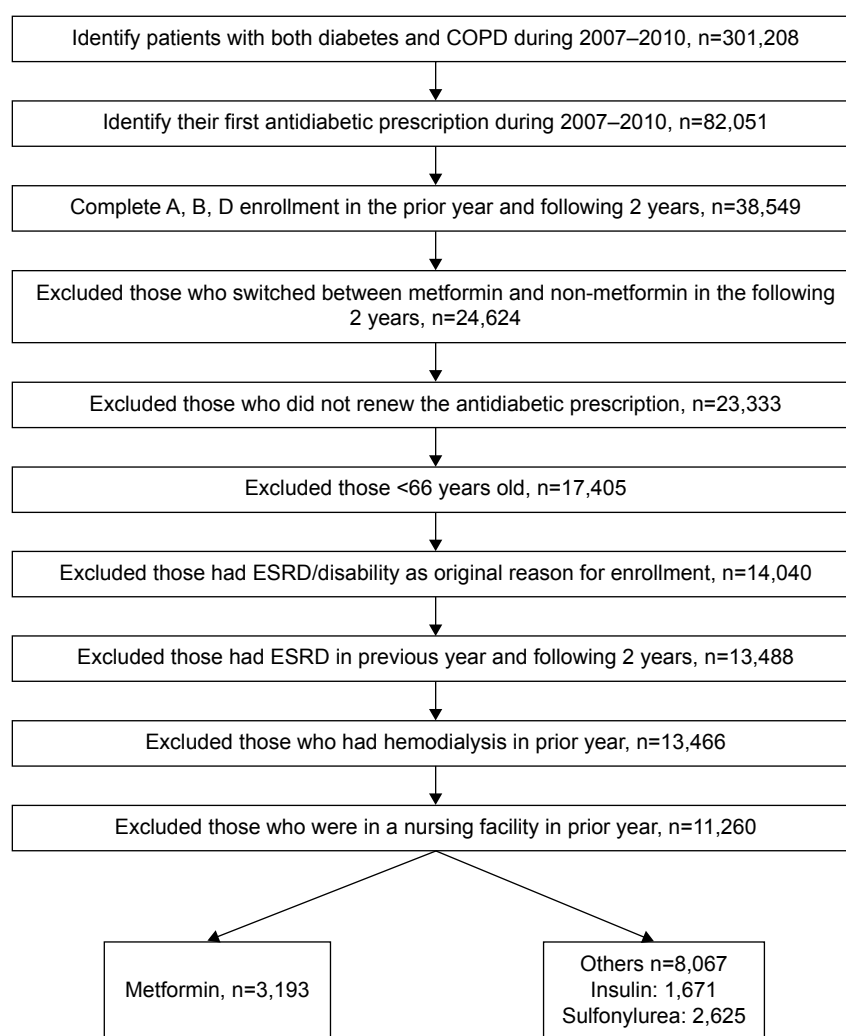 Identify patients with both diabetes and COPD during 2007–2010, n=301,208
Identify their first antidiabetic prescription during 2007–2010, n=82,051
Complete A, B, D enrollment in the prior year and following 2 years, n=38,549
Excluded those who switched between metformin and non-metformin in the following
2 years, n=24,624
Excluded those who did not renew the antidiabetic prescription, n=23,333
Excluded those <66 years old, n=17,405
Excluded those had ESRD/disability as original reason for enrollment, n=14,040
Excluded those had ESRD in previous year and following 2 years, n=13,488
Excluded those who had hemodialysis in prior year, n=13,466
Excluded those who were in a nursing facility in prior year, n=11,260
Metformin, n=3,193
Others n=8,067
Insulin: 1,671
Sulfonylurea: 2,625